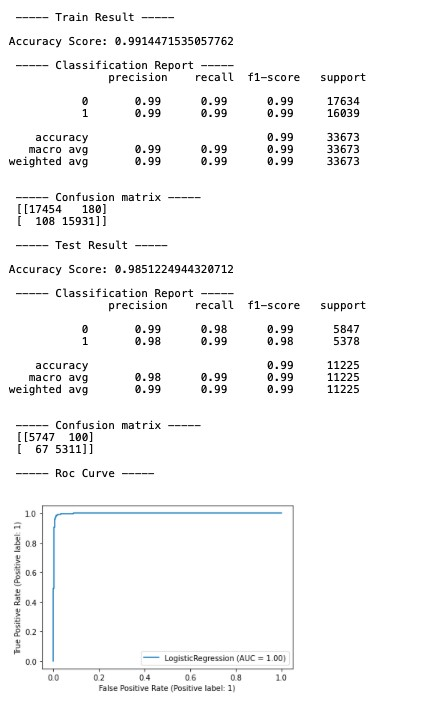 ----- Train Result -----
Accuracy Score: 0.9914471535057762
----- Classification Report -----
precision recall f1-score support
0 0.99 0.99 0.99 17634
1 0.99 0.99 0.99 16039
accuracy 0.99 33673
macro avg 0.99 0.99 0.99 33673
weighted avg 0.99 0.99 0.99 33673
----- Confusion matrix -----
[[17454 180]
[ 108 15931]]
----- Test Result -----
Accuracy Score: 0.9851224944320712
----- Classification Report -----
precision recall f1-score support
0 0.99 0.98 0.99 5847
1 0.98 0.99 0.98 5378
accuracy 0.99 11225
macro avg 0.98 0.99 0.99 11225
weighted avg 0.99 0.99 0.99 11225
----- Confusion matrix -----
[[5747 100]
[ 67 5311]]
----- Roc Curve -----
True Positive Rate (Positive label: 1)
1.0
0.8
0.6
0.4
0.2
0.0
LogisticRegression (AUC = 1.00)
0.0 0.2 0.4 0.6 0.8 1.0
False Positive Rate (Positive label: 1)